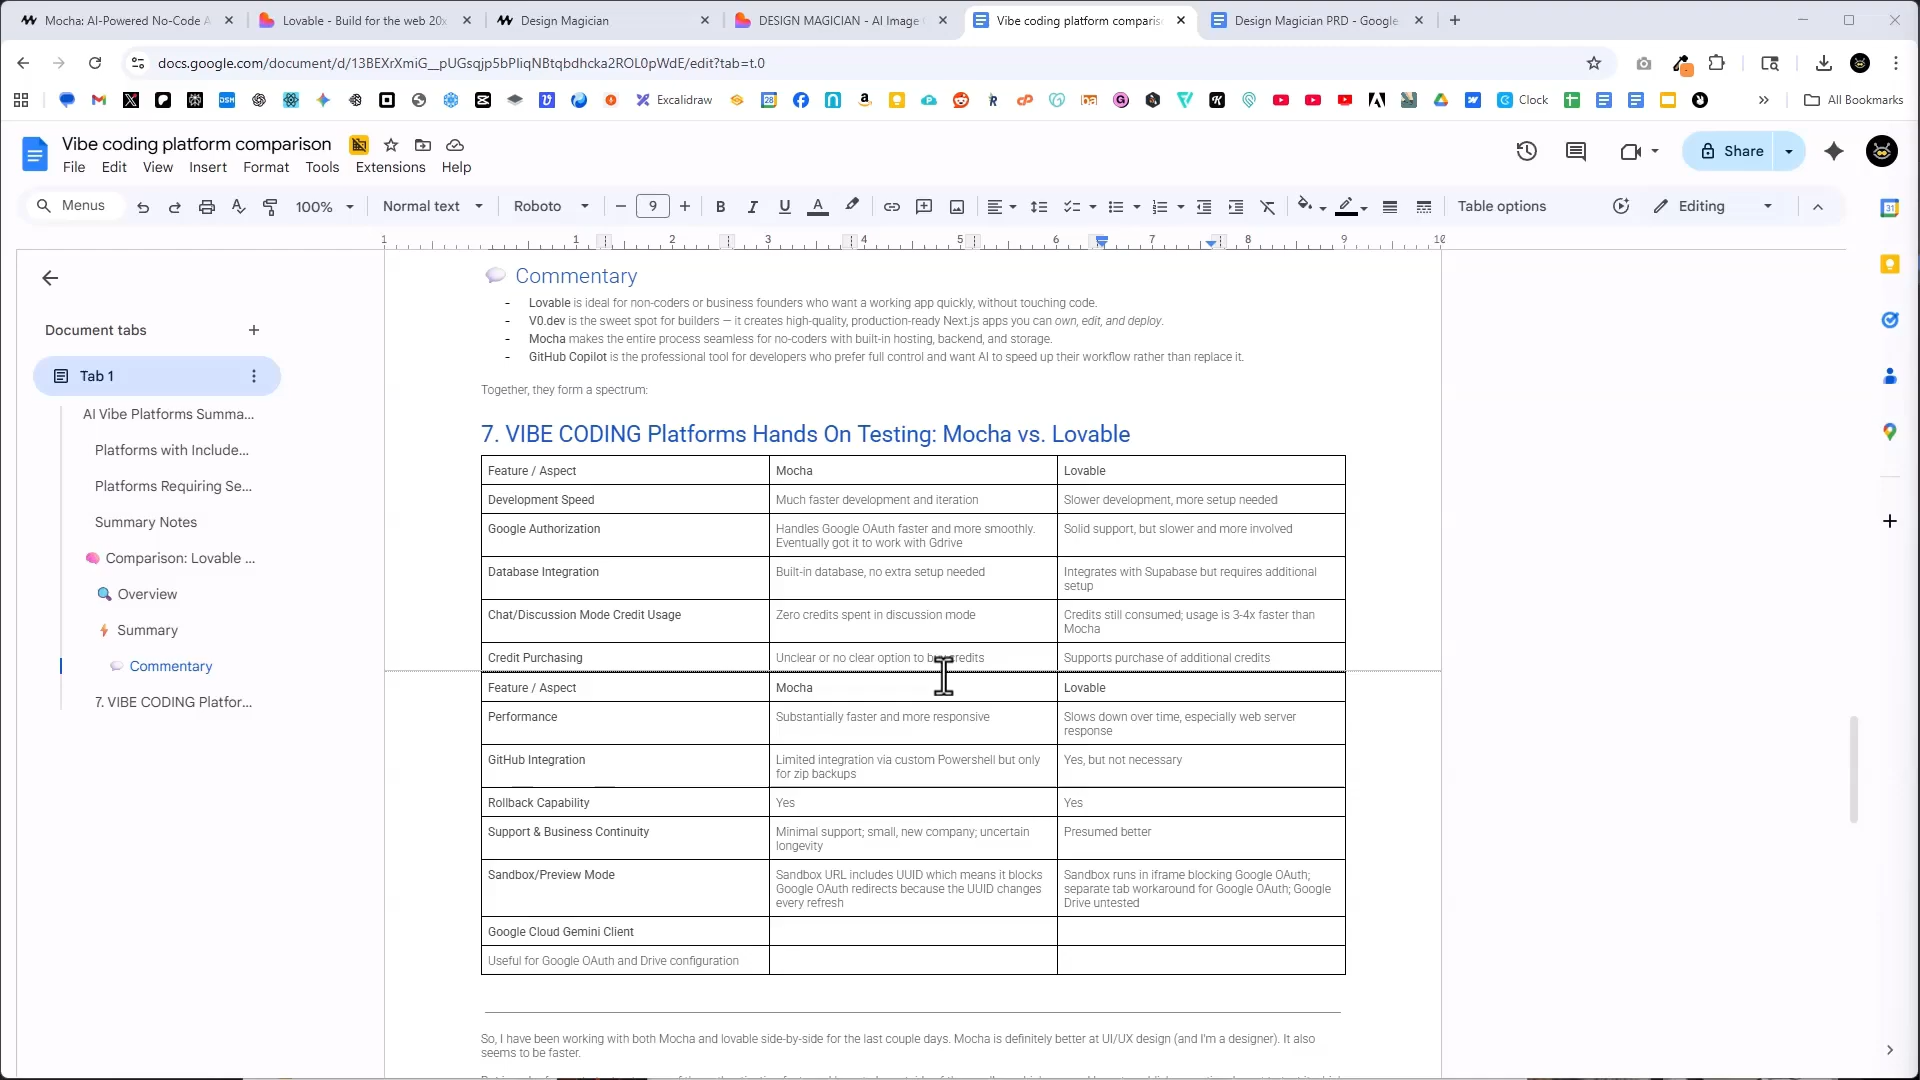 Mocha: AI-Powered No-Code A
Lovable - Build for the web 20x
Design Magician
DESIGN MAGICIAN - AI Image
Vibe coding platform comparis
Design Magician PRD - Google
docs.google.com/document/d/13BEXrXmiG__pUGsqjp5bPliqNBtqbdhcka2ROL0pWdE/edit?tab=t.0
Excalidraw
Clock
All Bookmarks
Vibe coding platform comparison
File Edit View Insert Format Tools Extensions Help
Share
Menus
100%
Normal text
Roboto
9
Table options
Editing
1 1 2 3 4 5 6 7 8 9 10
Document tabs
Tab 1
AI Vibe Platforms Summa...
Platforms with Include...
Platforms Requiring Se...
Summary Notes
Comparison: Lovable ...
Overview
Summary
Commentary
7. VIBE CODING Platfor...
Commentary
- Lovable is ideal for non-coders or business founders who want a working app quickly, without touching code.
- V0.dev is the sweet spot for builders — it creates high-quality, production-ready Next.js apps you can own, edit, and deploy.
- Mocha makes the entire process seamless for no-coders with built-in hosting, backend, and storage.
- GitHub Copilot is the professional tool for developers who prefer full control and want AI to speed up their workflow rather than replace it.
Together, they form a spectrum:
7. VIBE CODING Platforms Hands On Testing: Mocha vs. Lovable
Feature / Aspect Mocha Lovable
Development Speed Much faster development and iteration Slower development, more setup needed
Google Authorization Handles Google OAuth faster and more smoothly. Solid support, but slower and more involved
Eventually got it to work with Gdrive
Database Integration Built-in database, no extra setup needed Integrates with Supabase but requires additional
setup
Chat/Discussion Mode Credit Usage Zero credits spent in discussion mode Credits still consumed; usage is 3-4x faster than
Mocha
Credit Purchasing Unclear or no clear option to buy credits Supports purchase of additional credits
Feature / Aspect Mocha Lovable
Performance Substantially faster and more responsive Slows down over time, especially web server
response
GitHub Integration Limited integration via custom Powershell but only Yes, but not necessary
for zip backups
Rollback Capability Yes Yes
Support & Business Continuity Minimal support; small, new company; uncertain Presumed better
longevity
Sandbox/Preview Mode Sandbox URL includes UUID which means it blocks Sandbox runs in iframe blocking Google OAuth;
Google OAuth redirects because the UUID changes separate tab workaround for Google OAuth; Google
every refresh Drive untested
Google Cloud Gemini Client
Useful for Google OAuth and Drive configuration
So, I have been working with both Mocha and lovable side-by-side for the last couple days. Mocha is definitely better at UI/UX design (and I'm a designer). It also
seems to be faster.